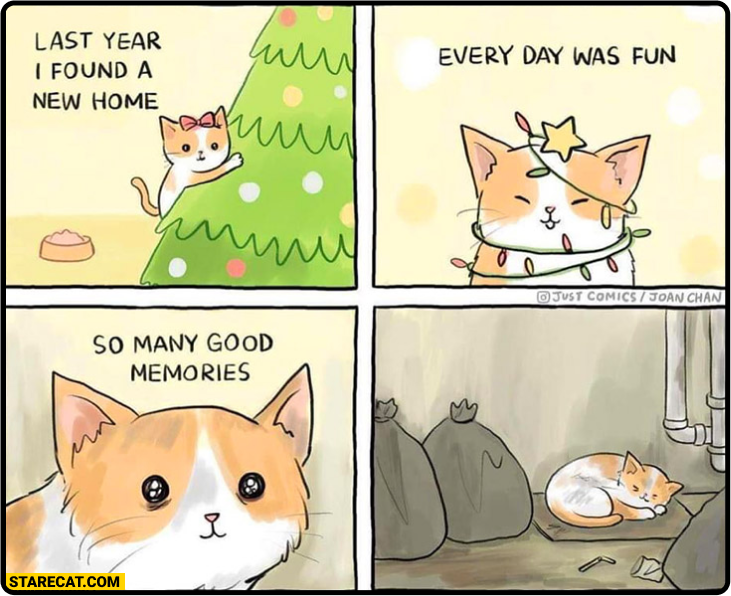 LAST YEAR
I FOUND A
NEW HOME
EVERY DAY WAS FUN
@JUST COMICS / JOAN CHAN
SO MANY GOOD
MEMORIES
STARECAT.COM